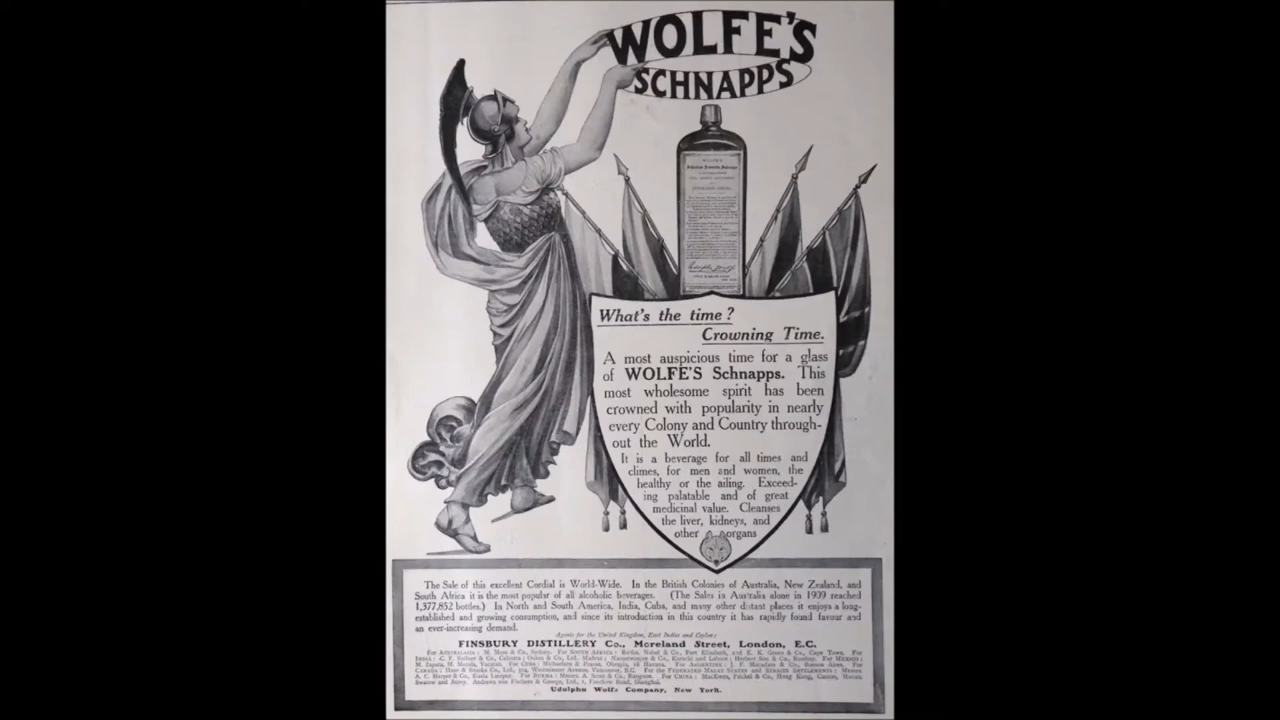 WOLFE'S
SCHNAPPS
What's the time?
Crowning Time.
A most auspicious time for a glass
of WOLFE'S Schnapps. This
most wholesome spirit has been
crowned with popularity in nearly
every Colony and Country through-
out the World.
It is a beverage for all times and
climes, for men and women, the
healthy or the ailing. Exceed-
ing palatable and of great
medicinal value. Cleanses
the liver, kidneys, and
other organs
The Sale of this excellent Cordial is World-Wide. In the British Colonies of Australia, New Zealand, and
South Africa it is the most popular of all alcoholic beverages. (The Sales in Australia alone in 1909 reached
1,377,852 bottles.) In North and South America, India, Cuba, and many other distant places it enjoys a long-
established and growing consumption, and since its introduction in this country it has rapidly found favour and
an ever-increasing demand.
Agents for the United Kingdom, East Indies and Ceylon:
FINSBURY DISTILLERY Co., Moreland Street, London, E.C.
Udolpho Wolfe Company, New York.